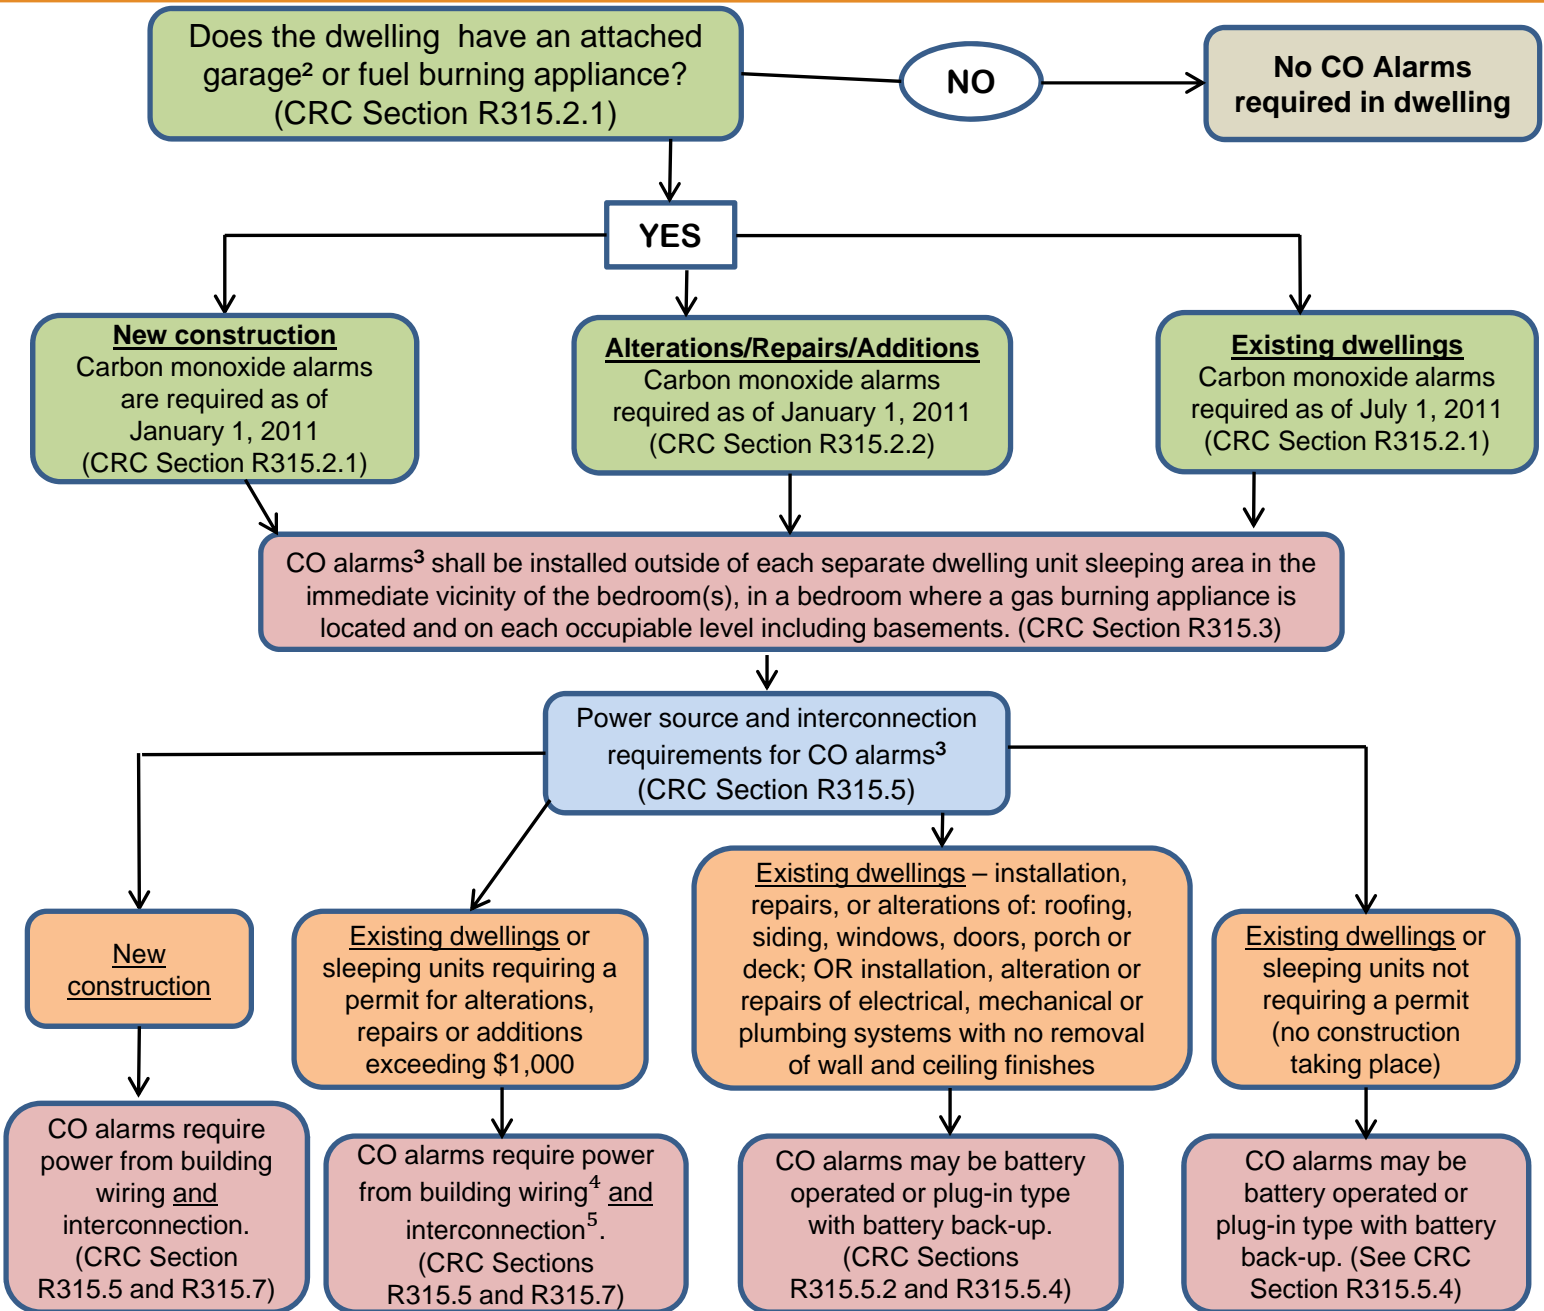 Does the dwelling have an attached
garage² or fuel burning appliance?
(CRC Section R315.2.1)
NO
No CO Alarms
required in dwelling
YES
New construction
Carbon monoxide alarms
are required as of
January 1, 2011
(CRC Section R315.2.1)
Alterations/Repairs/Additions
Carbon monoxide alarms
required as of January 1, 2011
(CRC Section R315.2.2)
Existing dwellings
Carbon monoxide alarms
required as of July 1, 2011
(CRC Section R315.2.1)
CO alarms³ shall be installed outside of each separate dwelling unit sleeping area in the
immediate vicinity of the bedroom(s), in a bedroom where a gas burning appliance is
located and on each occupiable level including basements. (CRC Section R315.3)
Power source and interconnection
requirements for CO alarms³
(CRC Section R315.5)
New
construction
Existing dwellings or
sleeping units requiring a
permit for alterations,
repairs or additions
exceeding $1,000
Existing dwellings – installation,
repairs, or alterations of: roofing,
siding, windows, doors, porch or
deck; OR installation, alteration or
repairs of electrical, mechanical or
plumbing systems with no removal
of wall and ceiling finishes
Existing dwellings or
sleeping units not
requiring a permit
(no construction
taking place)
CO alarms require
power from building
wiring and
interconnection.
(CRC Section
R315.5 and R315.7)
CO alarms require power
from building wiring⁴ and
interconnection⁵.
(CRC Sections
R315.5 and R315.7)
CO alarms may be battery
operated or plug-in type
with battery back-up.
(CRC Sections
R315.5.2 and R315.5.4)
CO alarms may be
battery operated or
plug-in type with battery
back-up. (See CRC
Section R315.5.4)